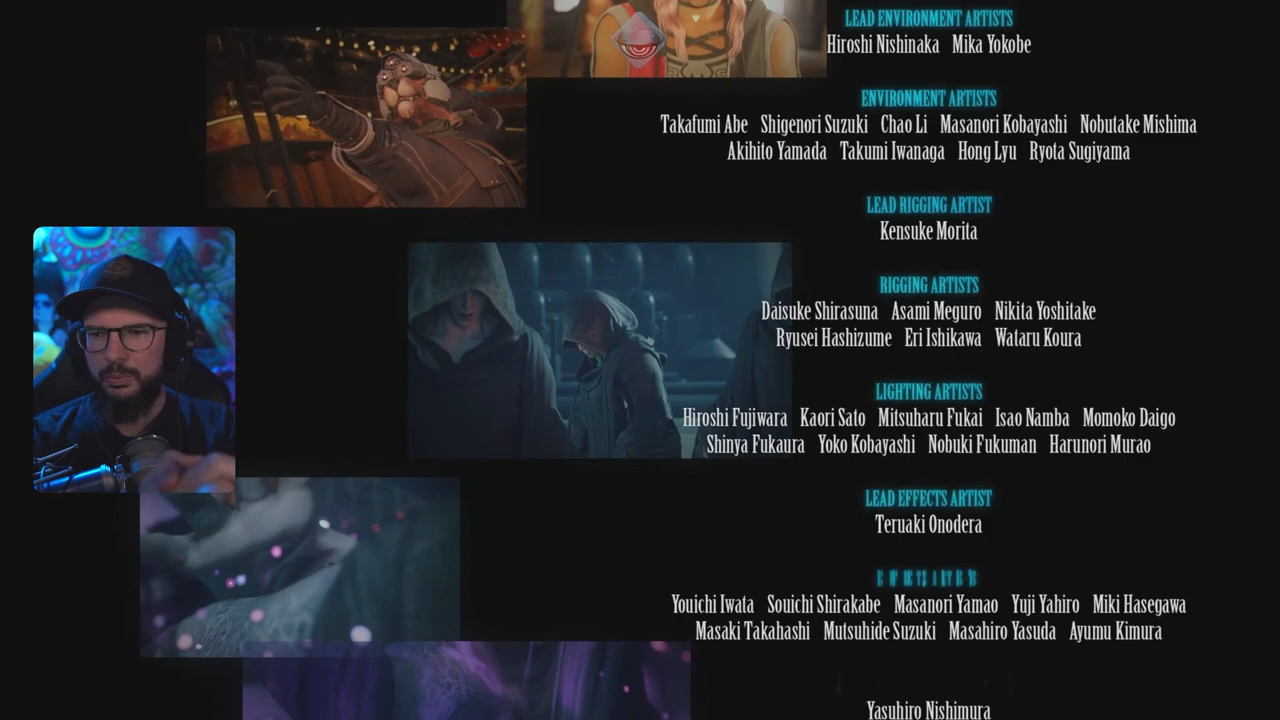 LEAD ENVIRONMENT ARTISTS
Hiroshi Nishinaka Mika Yokobe
ENVIRONMENT ARTISTS
Takafumi Abe Shigenori Suzuki Chao Li Masanori Kobayashi Nobutake Mishima
Akihito Yamada Takumi Iwanaga Hong Lyu Ryota Sugiyama
LEAD RIGGING ARTIST
Kensuke Morita
RIGGING ARTISTS
Daisuke Shirasuna Asami Meguro Nikita Yoshitake
Ryusei Hashizume Eri Ishikawa Wataru Koura
LIGHTING ARTISTS
Hiroshi Fujiwara Kaori Sato Mitsuharu Fukai Isao Namba Momoko Daigo
Shinya Fukaura Yoko Kobayashi Nobuki Fukuman Harunori Murao
LEAD EFFECTS ARTIST
Teruaki Onodera
Youichi Iwata Souichi Shirakabe Masanori Yamao Yuji Yahiro Miki Hasegawa
Masaki Takahashi Mutsuhide Suzuki Masahiro Yasuda Ayumu Kimura
Yasuhiro Nishimura